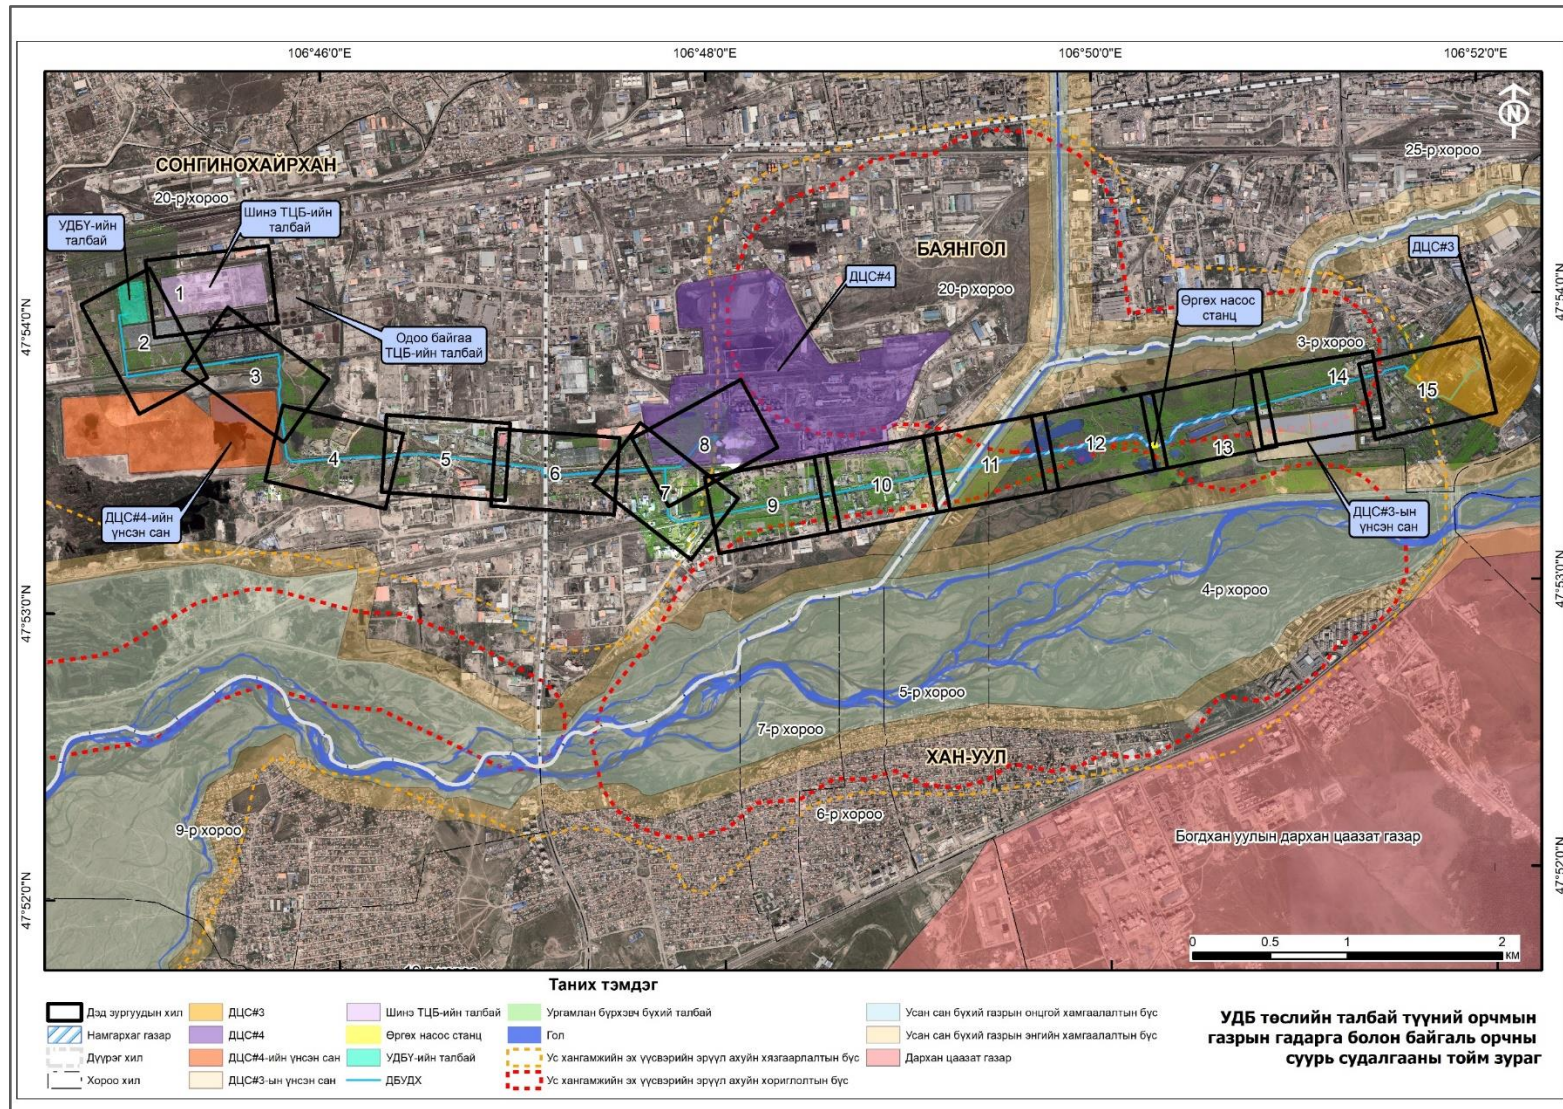 106°46'0"E
106°48'0"E
106°50'0"E
106°52'0"E
N
25-р хороо
СОНГИНОХАЙРХАН
20-р хороо
УДБҮ-ийн
талбай
Шинэ ТЦБ-ийн
талбай
БАЯНГОЛ
ДЦС#4
20-р хороо
ДЦС#3
Өргөх насос
станц
47°54'0"N
47°54'0"N
Одоо байгаа
ТЦБ-ийн талбай
3-р хороо
1
2
3
4
5
6
7
8
9
10
11
12
13
14
15
ДЦС#4-ийн
үнсэн сан
ДЦС#3-ын
үнсэн сан
47°53'0"N
47°53'0"N
4-р хороо
5-р хороо
7-р хороо
ХАН-УУЛ
6-р хороо
9-р хороо
Богдхан уулын дархан цаазат газар
47°52'0"N
47°52'0"N
0 0.5 1 2
км
Таних тэмдэг
Дэд зургуудын хил
Намгархаг газар
Дүүрэг хил
Хороо хил
ДЦС#3
ДЦС#4
ДЦС#4-ийн үнсэн сан
ДЦС#3-ын үнсэн сан
Шинэ ТЦБ-ийн талбай
Өргөх насос станц
УДБҮ-ийн талбай
ДБУДХ
Ургамлан бүрхэвч бүхий талбай
Гол
Ус хангамжийн эх үүсвэрийн эрүүл ахуйн хязгаарлалтын бүс
Ус хангамжийн эх үүсвэрийн эрүүл ахуйн хориглолтын бүс
Усан сан бүхий газрын онцгой хамгаалалтын бүс
Усан сан бүхий газрын энгийн хамгаалалтын бүс
Дархан цаазат газар
УДБ төслийн талбай түүний орчмын
газрын гадарга болон байгаль орчны
суурь судалгааны тойм зураг